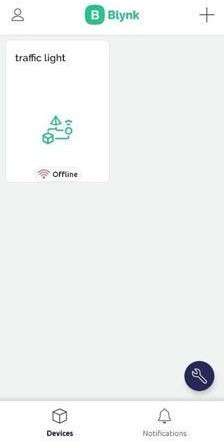 B Blynk
traffic light
Offline
Devices
Notifications